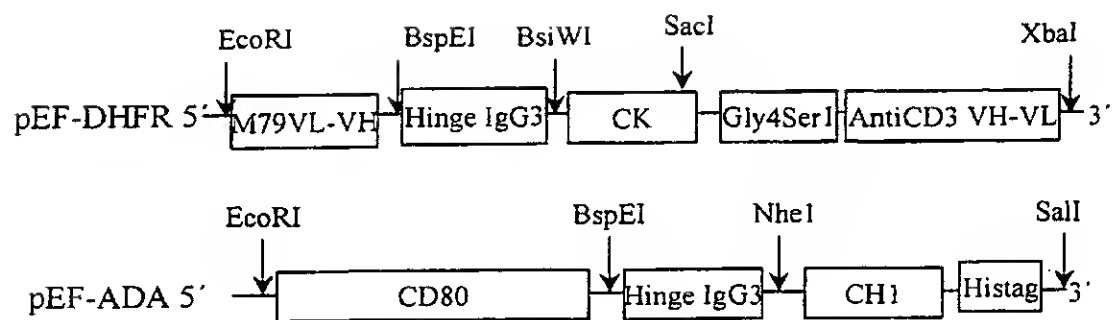 EcoRI BspEI BsiWI SacI XbaI
pEF-DHFR 5´ M79VL-VH Hinge IgG3 CK Gly4Ser1 AntiCD3 VH-VL 3´
EcoRI BspEI Nhe1 SalI
pEF-ADA 5´ CD80 Hinge IgG3 CH1 Histag 3´